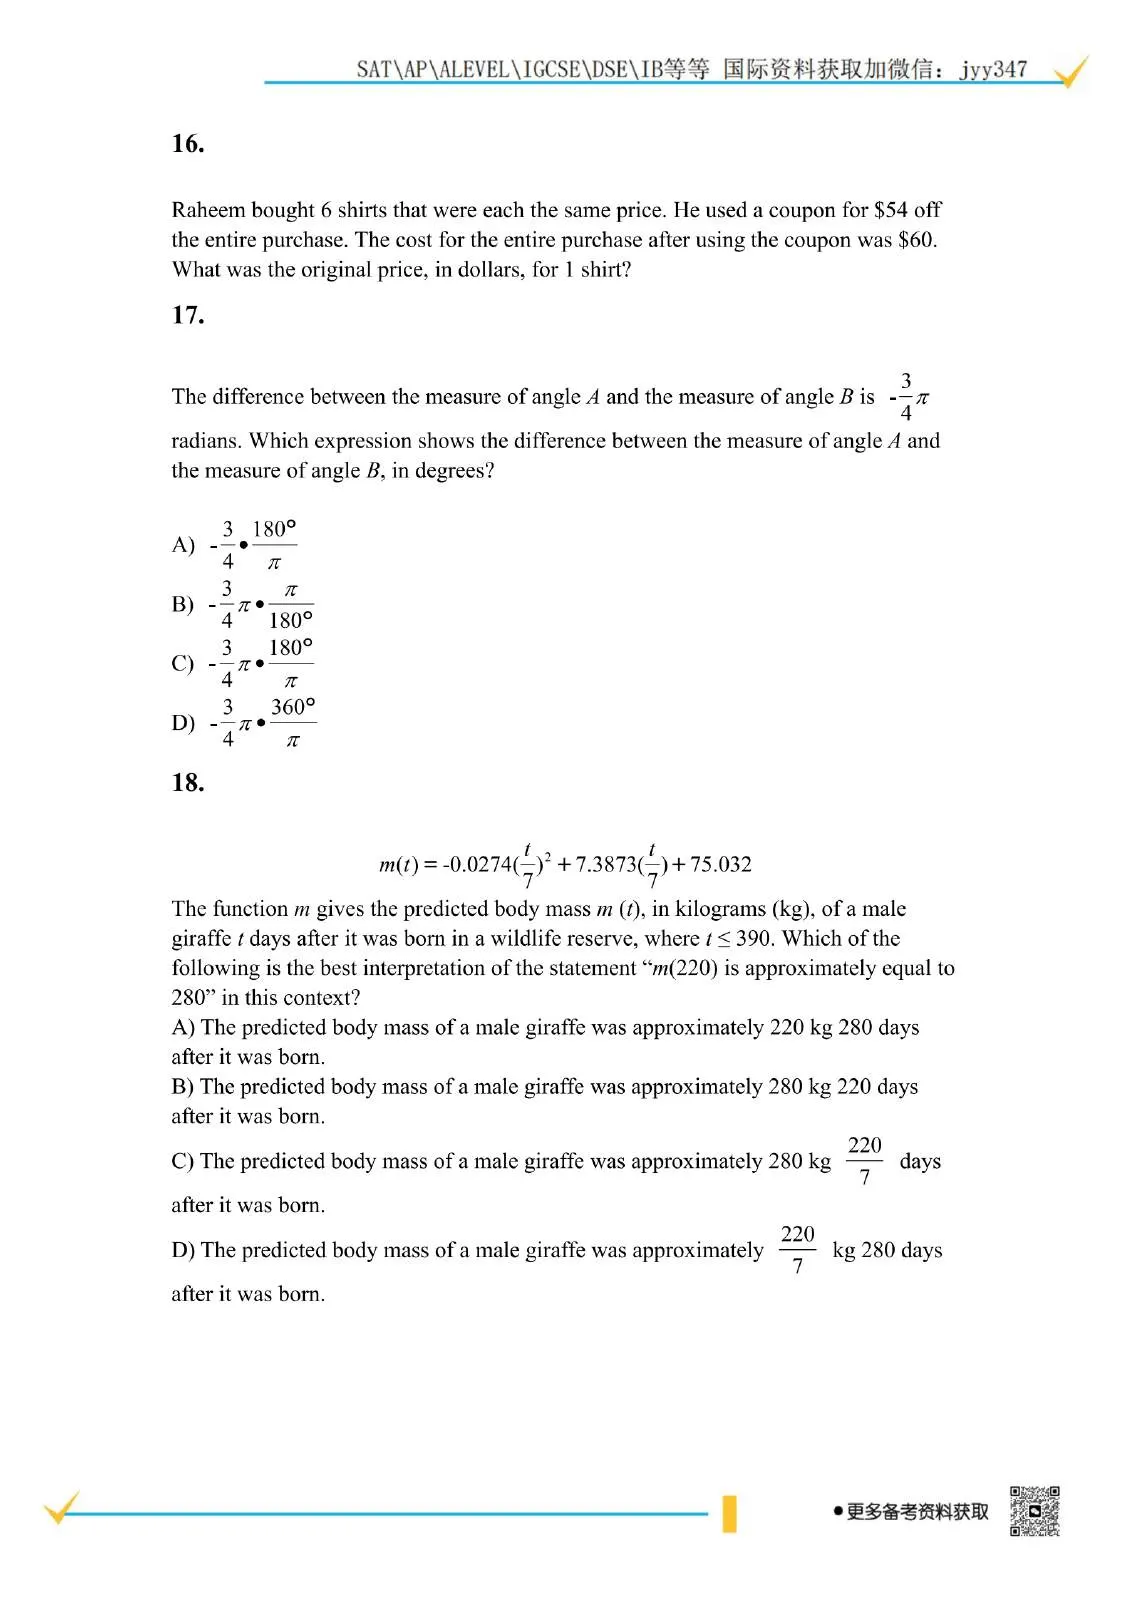 SAT\AP\ALEVEL\IGCSE\DSE\IB等等 国际资料获取加微信：jyy347
16.
Raheem bought 6 shirts that were each the same price. He used a coupon for $54 off
the entire purchase. The cost for the entire purchase after using the coupon was $60.
What was the original price, in dollars, for 1 shirt?
17.
The difference between the measure of angle A and the measure of angle B is -3/4 π
radians. Which expression shows the difference between the measure of angle A and
the measure of angle B, in degrees?
A) -3/4 • 180°/π
B) -3/4 π • π/180°
C) -3/4 π • 180°/π
D) -3/4 π • 360°/π
18.
m(t) = -0.0274(t/7)² + 7.3873(t/7) + 75.032
The function m gives the predicted body mass m (t), in kilograms (kg), of a male
giraffe t days after it was born in a wildlife reserve, where t ≤ 390. Which of the
following is the best interpretation of the statement “m(220) is approximately equal to
280” in this context?
A) The predicted body mass of a male giraffe was approximately 220 kg 280 days
after it was born.
B) The predicted body mass of a male giraffe was approximately 280 kg 220 days
after it was born.
C) The predicted body mass of a male giraffe was approximately 280 kg 220/7 days
after it was born.
D) The predicted body mass of a male giraffe was approximately 220/7 kg 280 days
after it was born.
•更多备考资料获取